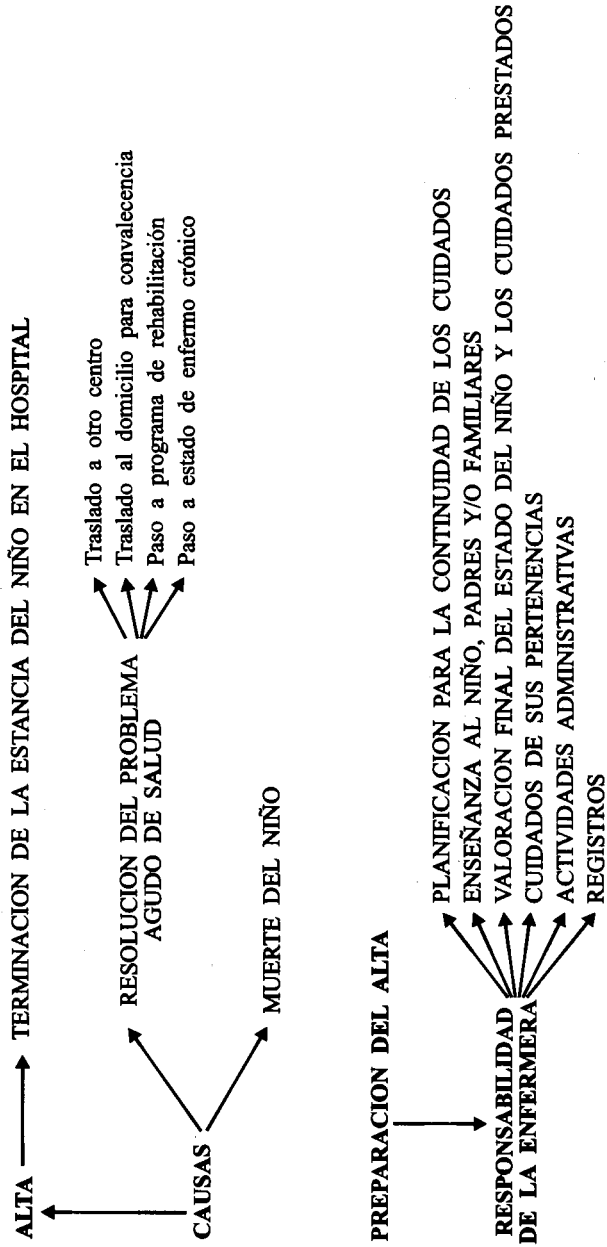 ALTA
TERMINACION DE LA ESTANCIA DEL NIÑO EN EL HOSPITAL
CAUSAS
RESOLUCION DEL PROBLEMA
AGUDO DE SALUD
Traslado a otro centro
Traslado al domicilio para convalecencia
Paso a programa de rehabilitación
Paso a estado de enfermo crónico
MUERTE DEL NIÑO
PREPARACION DEL ALTA
RESPONSABILIDAD
DE LA ENFERMERA
PLANIFICACION PARA LA CONTINUIDAD DE LOS CUIDADOS
ENSEÑANZA AL NIÑO, PADRES Y/O FAMILIARES
VALORACION FINAL DEL ESTADO DEL NIÑO Y LOS CUIDADOS PRESTADOS
CUIDADOS DE SUS PERTENENCIAS
ACTIVIDADES ADMINISTRATIVAS
REGISTROS